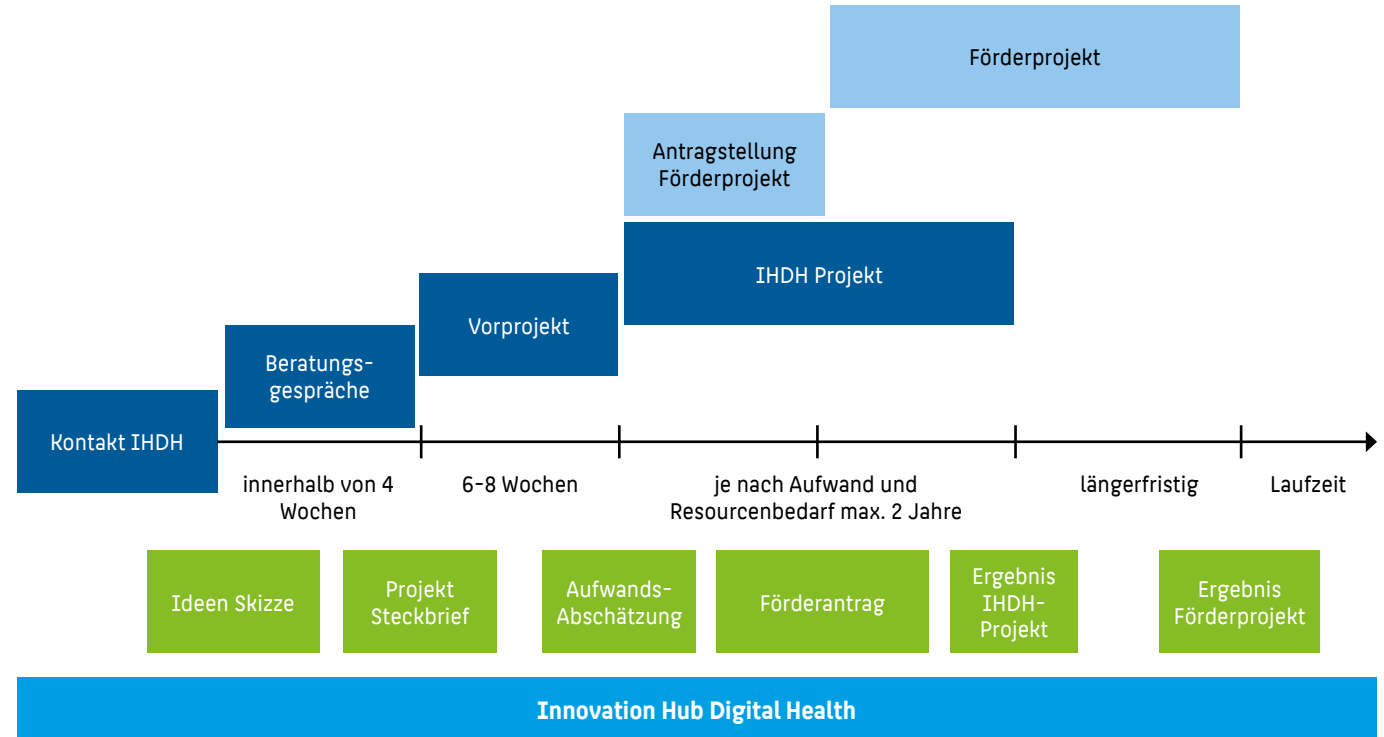 Förderprojekt
Antragstellung
Förderprojekt
IHDH Projekt
Vorprojekt
Beratungs-
gespräche
Kontakt IHDH
innerhalb von 4
Wochen
6-8 Wochen
je nach Aufwand und
Resourcenbedarf max. 2 Jahre
längerfristig
Laufzeit
Ideen Skizze
Projekt
Steckbrief
Aufwands-
Abschätzung
Förderantrag
Ergebnis
IHDH-
Projekt
Ergebnis
Förderprojekt
Innovation Hub Digital Health